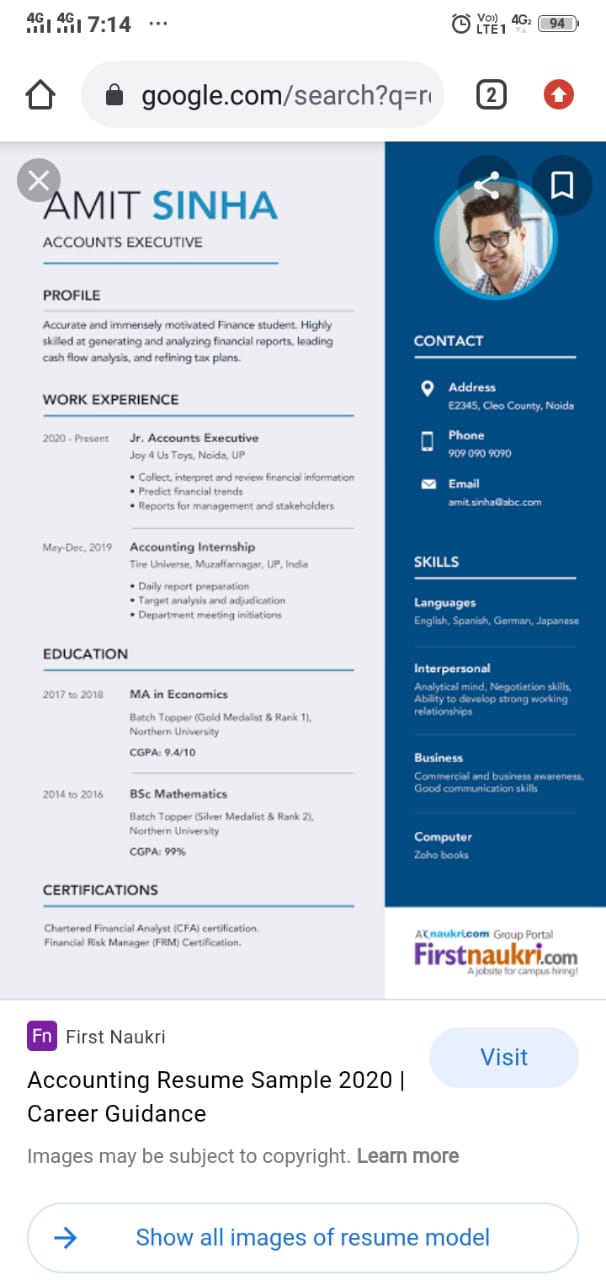 4G 4G 7:14 ...
Vo)) LTE1 4G2 94
google.com/search?q=r
2
AMIT SINHA
ACCOUNTS EXECUTIVE
PROFILE
Accurate and immensely motivated Finance student. Highly
skilled at generating and analyzing financial reports, leading
cash flow analysis, and refining tax plans.
WORK EXPERIENCE
2020 - Present Jr. Accounts Executive
Joy 4 Us Toys, Noida, UP
• Collect, interpret and review financial information
• Predict financial trends
• Reports for management and stakeholders
May-Dec, 2019 Accounting Internship
Tire Universe, Muzaffarnagar, UP, India
• Daily report preparation
• Target analysis and adjudication
• Department meeting initiations
EDUCATION
2017 to 2018 MA in Economics
Batch Topper (Gold Medalist & Rank 1),
Northern University
CGPA: 9.4/10
2014 to 2016 BSc Mathematics
Batch Topper (Silver Medalist & Rank 2),
Northern University
CGPA: 99%
CERTIFICATIONS
Chartered Financial Analyst (CFA) certification.
Financial Risk Manager (FRM) Certification.
CONTACT
Address
E2345, Cleo County, Noida
Phone
909 090 9090
Email
amit.sinha@abc.com
SKILLS
Languages
English, Spanish, German, Japanese
Interpersonal
Analytical mind, Negotiation skills,
Ability to develop strong working
relationships
Business
Commercial and business awareness,
Good communication skills
Computer
Zoho books
A naukri.com Group Portal
Firstnaukri.com
A jobsite for campus hiring!
Fn First Naukri
Visit
Accounting Resume Sample 2020 |
Career Guidance
Images may be subject to copyright. Learn more
Show all images of resume model